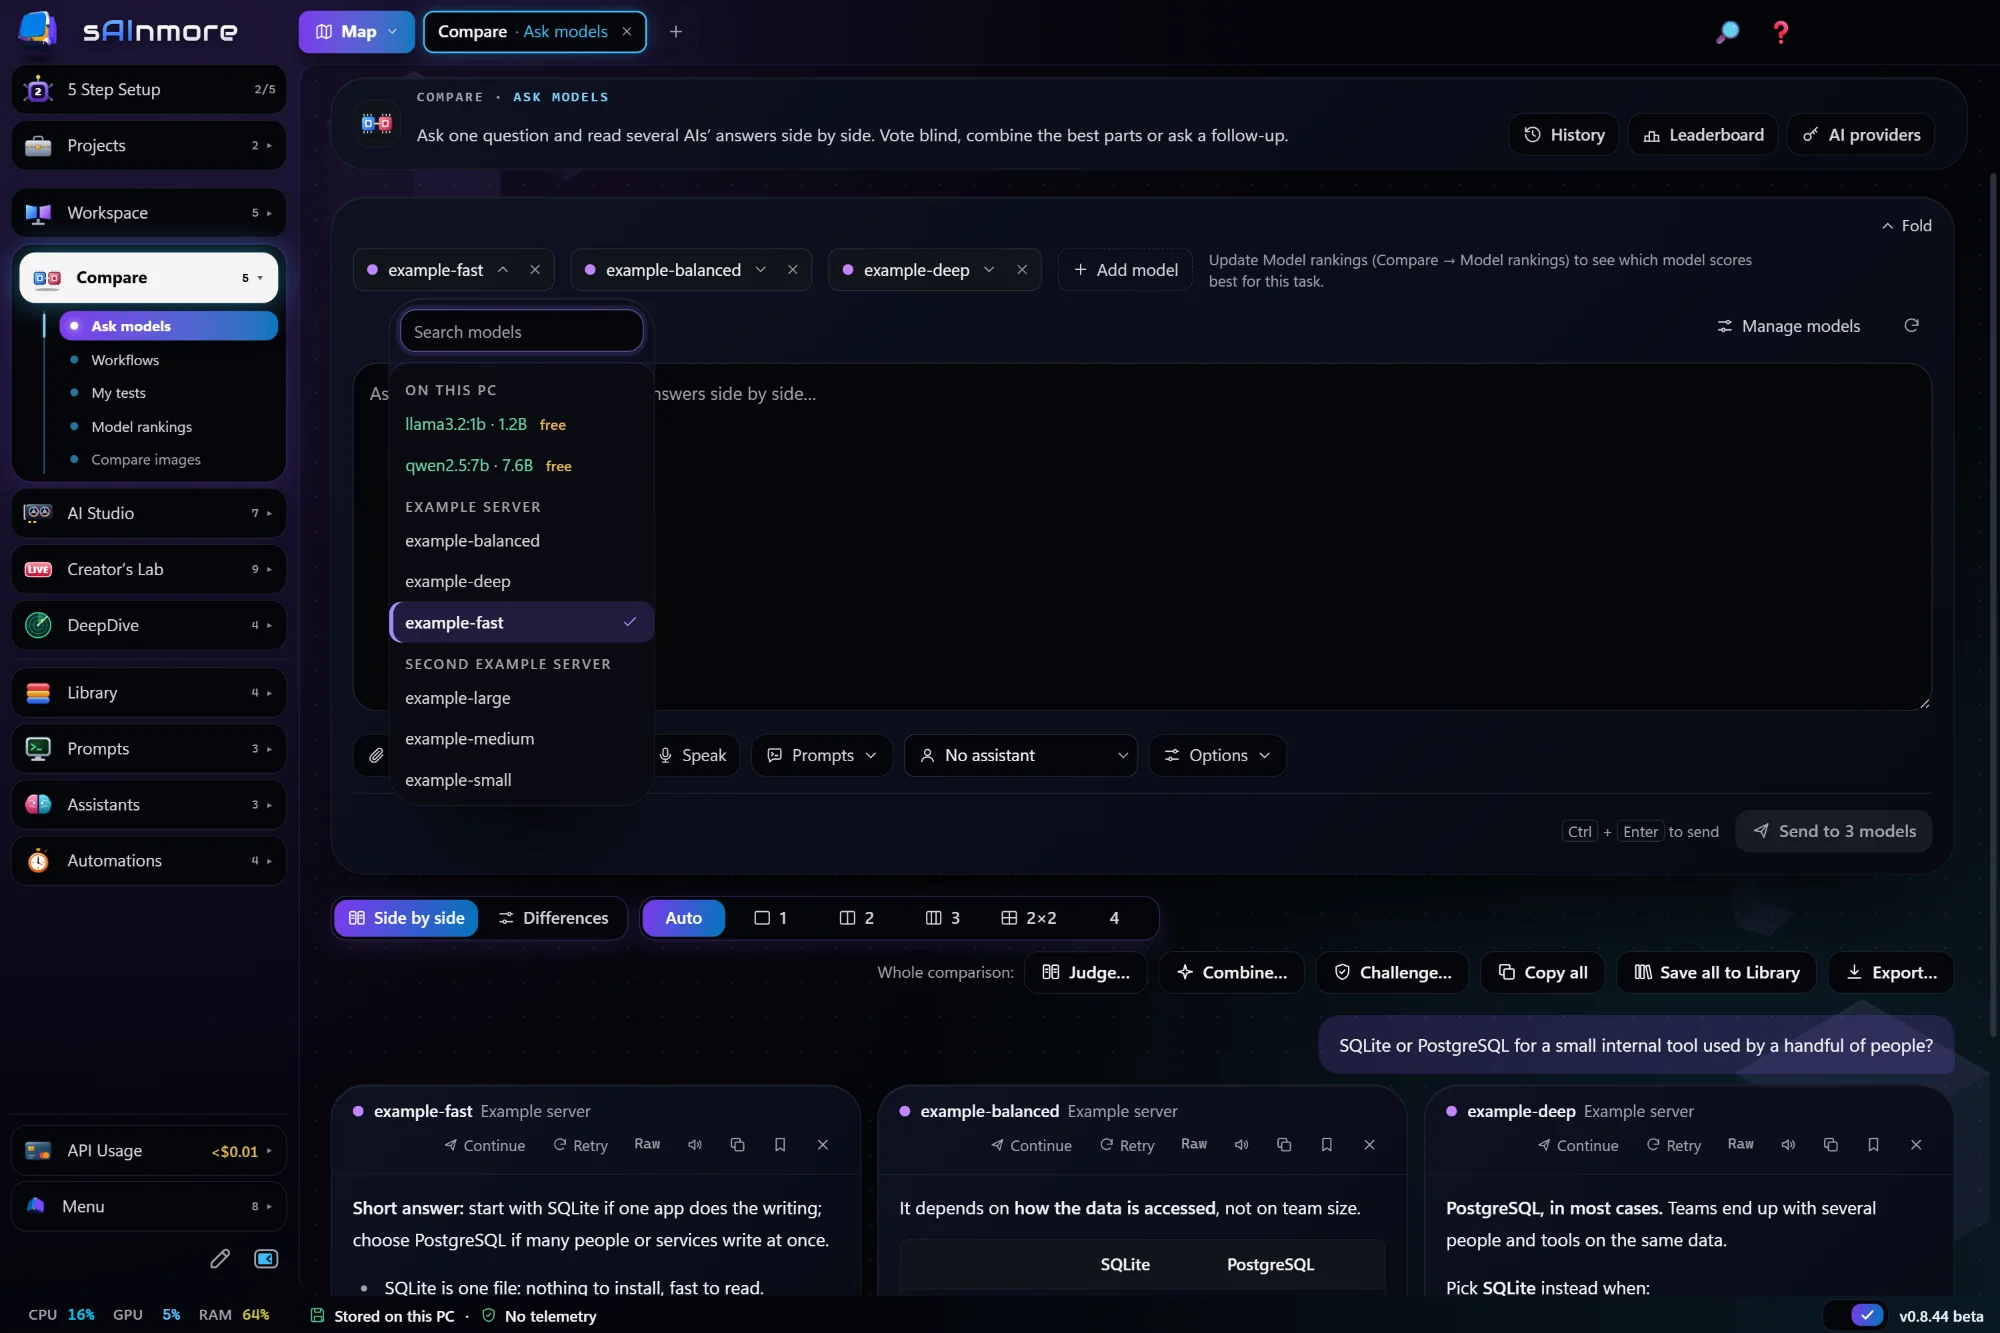 sAInmore
Map
Compare · Ask models
5 Step Setup 2/5
Projects 2
Workspace 5
Compare 5
Ask models
Workflows
My tests
Model rankings
Compare images
AI Studio 7
LIVE Creator's Lab 9
DeepDive 4
Library 4
Prompts 3
Assistants 3
Automations 4
API Usage <$0.01
Menu 8
CPU 16% GPU 5% RAM 64%
COMPARE · ASK MODELS
Ask one question and read several AIs’ answers side by side. Vote blind, combine the best parts or ask a follow-up.
History
Leaderboard
AI providers
Fold
example-fast
example-balanced
example-deep
+ Add model
Update Model rankings (Compare → Model rankings) to see which model scores
best for this task.
Search models
Manage models
As
nswers side by side...
ON THIS PC
llama3.2:1b · 1.2B free
qwen2.5:7b · 7.6B free
EXAMPLE SERVER
example-balanced
example-deep
example-fast
SECOND EXAMPLE SERVER
example-large
example-medium
example-small
Speak
Prompts
No assistant
Options
Ctrl + Enter to send
Send to 3 models
Side by side
Differences
Auto
1
2
3
2×2
4
Whole comparison:
Judge...
Combine...
Challenge...
Copy all
Save all to Library
Export...
SQLite or PostgreSQL for a small internal tool used by a handful of people?
example-fast Example server
Continue Retry Raw
Short answer: start with SQLite if one app does the writing;
choose PostgreSQL if many people or services write at once.
• SQLite is one file: nothing to install, fast to read.
example-balanced Example server
Continue Retry Raw
It depends on how the data is accessed, not on team size.
SQLite PostgreSQL
example-deep Example server
Continue Retry Raw
PostgreSQL, in most cases. Teams end up with several
people and tools on the same data.
Pick SQLite instead when:
Stored on this PC · No telemetry
v0.8.44 beta